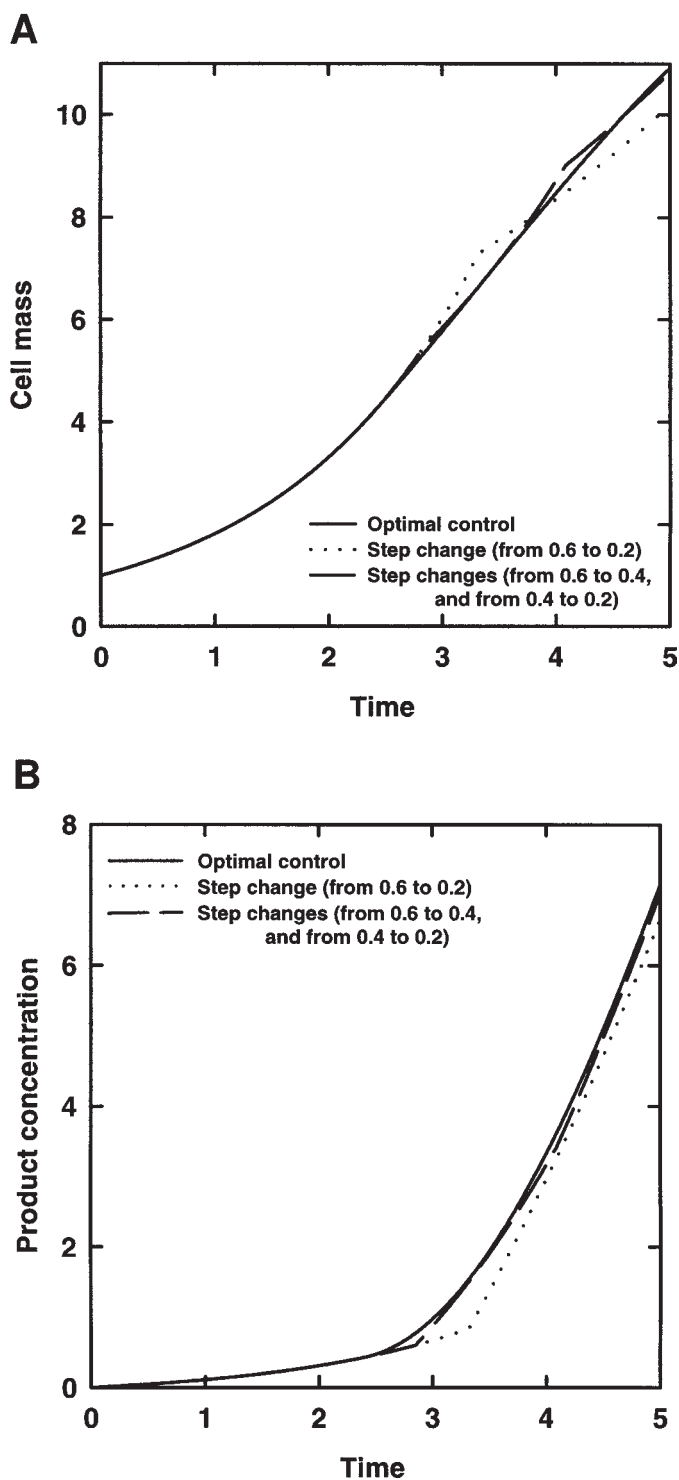 A
10
8
6
4
2
0
Cell mass
Optimal control
Step change (from 0.6 to 0.2)
Step changes (from 0.6 to 0.4,
and from 0.4 to 0.2)
0 1 2 3 4 5
Time
B
8
6
4
2
0
Product concentration
Optimal control
Step change (from 0.6 to 0.2)
Step changes (from 0.6 to 0.4,
and from 0.4 to 0.2)
0 1 2 3 4 5
Time